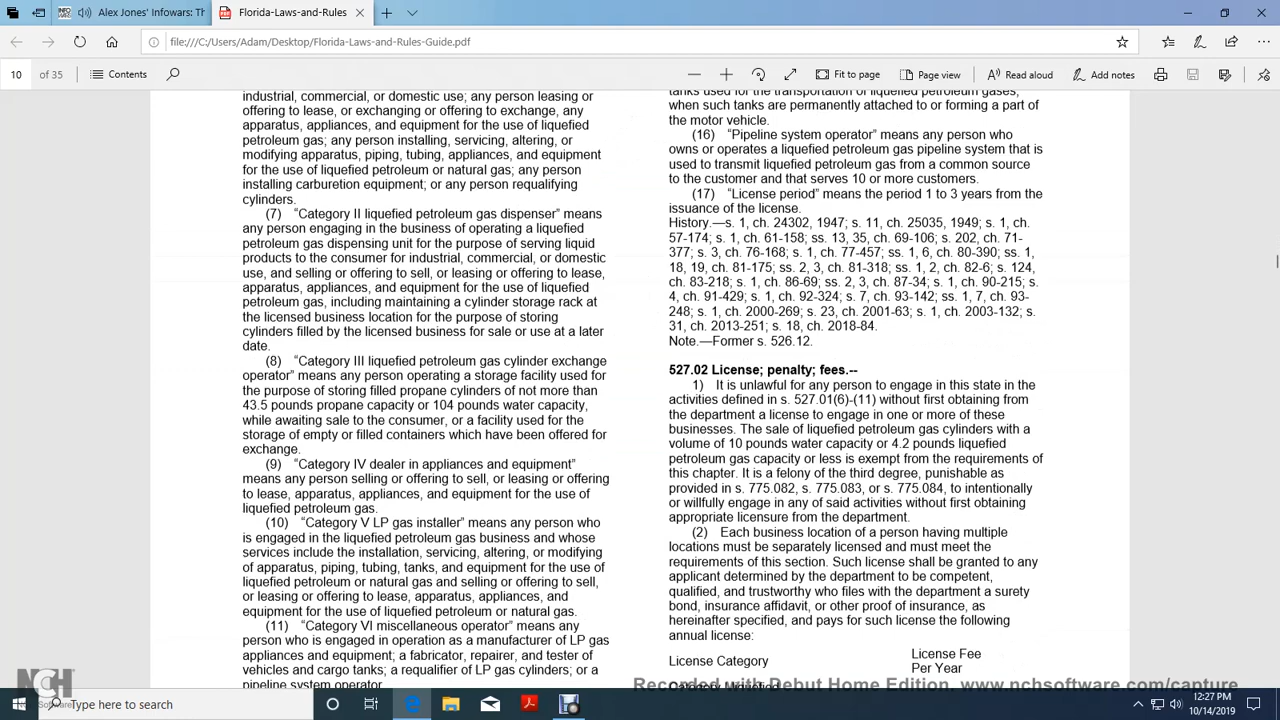 Alex Jones' Infowars: Th
Florida-Laws-and-Rules
file:///C:/Users/Adam/Desktop/Florida-Laws-and-Rules-Guide.pdf
10 of 35 Contents
Fit to page Page view Read aloud Add notes
industrial, commercial, or domestic use; any person leasing or
offering to lease, or exchanging or offering to exchange, any
apparatus, appliances, and equipment for the use of liquefied
petroleum gas; any person installing, servicing, altering, or
modifying apparatus, piping, tubing, appliances, and equipment
for the use of liquefied petroleum or natural gas; any person
installing carburetion equipment; or any person requalifying
cylinders.
(7) “Category II liquefied petroleum gas dispenser” means
any person engaging in the business of operating a liquefied
petroleum gas dispensing unit for the purpose of serving liquid
products to the consumer for industrial, commercial, or domestic
use, and selling or offering to sell, or leasing or offering to lease,
apparatus, appliances, and equipment for the use of liquefied
petroleum gas, including maintaining a cylinder storage rack at
the licensed business location for the purpose of storing
cylinders filled by the licensed business for sale or use at a later
date.
(8) “Category III liquefied petroleum gas cylinder exchange
operator” means any person operating a storage facility used for
the purpose of storing filled propane cylinders of not more than
43.5 pounds propane capacity or 104 pounds water capacity,
while awaiting sale to the consumer, or a facility used for the
storage of empty or filled containers which have been offered for
exchange.
(9) “Category IV dealer in appliances and equipment”
means any person selling or offering to sell, or leasing or offering
to lease, apparatus, appliances, and equipment for the use of
liquefied petroleum gas.
(10) “Category V LP gas installer” means any person who
is engaged in the liquefied petroleum gas business and whose
services include the installation, servicing, altering, or modifying
of apparatus, piping, tubing, tanks, and equipment for the use of
liquefied petroleum or natural gas and selling or offering to sell,
or leasing or offering to lease, apparatus, appliances, and
equipment for the use of liquefied petroleum or natural gas.
(11) “Category VI miscellaneous operator” means any
person who is engaged in operation as a manufacturer of LP gas
appliances and equipment; a fabricator, repairer, and tester of
vehicles and cargo tanks; a requalifier of LP gas cylinders; or a
pipeline system operator.
tanks used for the transportation of liquefied petroleum gases,
when such tanks are permanently attached to or forming a part of
the motor vehicle.
(16) “Pipeline system operator” means any person who
owns or operates a liquefied petroleum gas pipeline system that is
used to transmit liquefied petroleum gas from a common source
to the customer and that serves 10 or more customers.
(17) “License period” means the period 1 to 3 years from the
issuance of the license.
History.—s. 1, ch. 24302, 1947; s. 11, ch. 25035, 1949; s. 1, ch.
57-174; s. 1, ch. 61-158; ss. 13, 35, ch. 69-106; s. 202, ch. 71-
377; s. 3, ch. 76-168; s. 1, ch. 77-457; ss. 1, 6, ch. 80-390; ss. 1,
18, 19, ch. 81-175; ss. 2, 3, ch. 81-318; ss. 1, 2, ch. 82-6; s. 124,
ch. 83-218; s. 1, ch. 86-69; ss. 2, 3, ch. 87-34; s. 1, ch. 90-215; s.
4, ch. 91-429; s. 1, ch. 92-324; s. 7, ch. 93-142; ss. 1, 7, ch. 93-
248; s. 1, ch. 2000-269; s. 23, ch. 2001-63; s. 1, ch. 2003-132; s.
31, ch. 2013-251; s. 18, ch. 2018-84.
Note.—Former s. 526.12.
527.02 License; penalty; fees.--
1) It is unlawful for any person to engage in this state in the
activities defined in s. 527.01(6)-(11) without first obtaining from
the department a license to engage in one or more of these
businesses. The sale of liquefied petroleum gas cylinders with a
volume of 10 pounds water capacity or 4.2 pounds liquefied
petroleum gas capacity or less is exempt from the requirements of
this chapter. It is a felony of the third degree, punishable as
provided in s. 775.082, s. 775.083, or s. 775.084, to intentionally
or willfully engage in any of said activities without first obtaining
appropriate licensure from the department.
(2) Each business location of a person having multiple
locations must be separately licensed and must meet the
requirements of this section. Such license shall be granted to any
applicant determined by the department to be competent,
qualified, and trustworthy who files with the department a surety
bond, insurance affidavit, or other proof of insurance, as
hereinafter specified, and pays for such license the following
annual license:
License Category
License Fee
Per Year
Recorded with Debut Home Edition. www.nchsoftware.com/capture
NCH
NCH Software
Type here to search
12:27 PM
10/14/2019